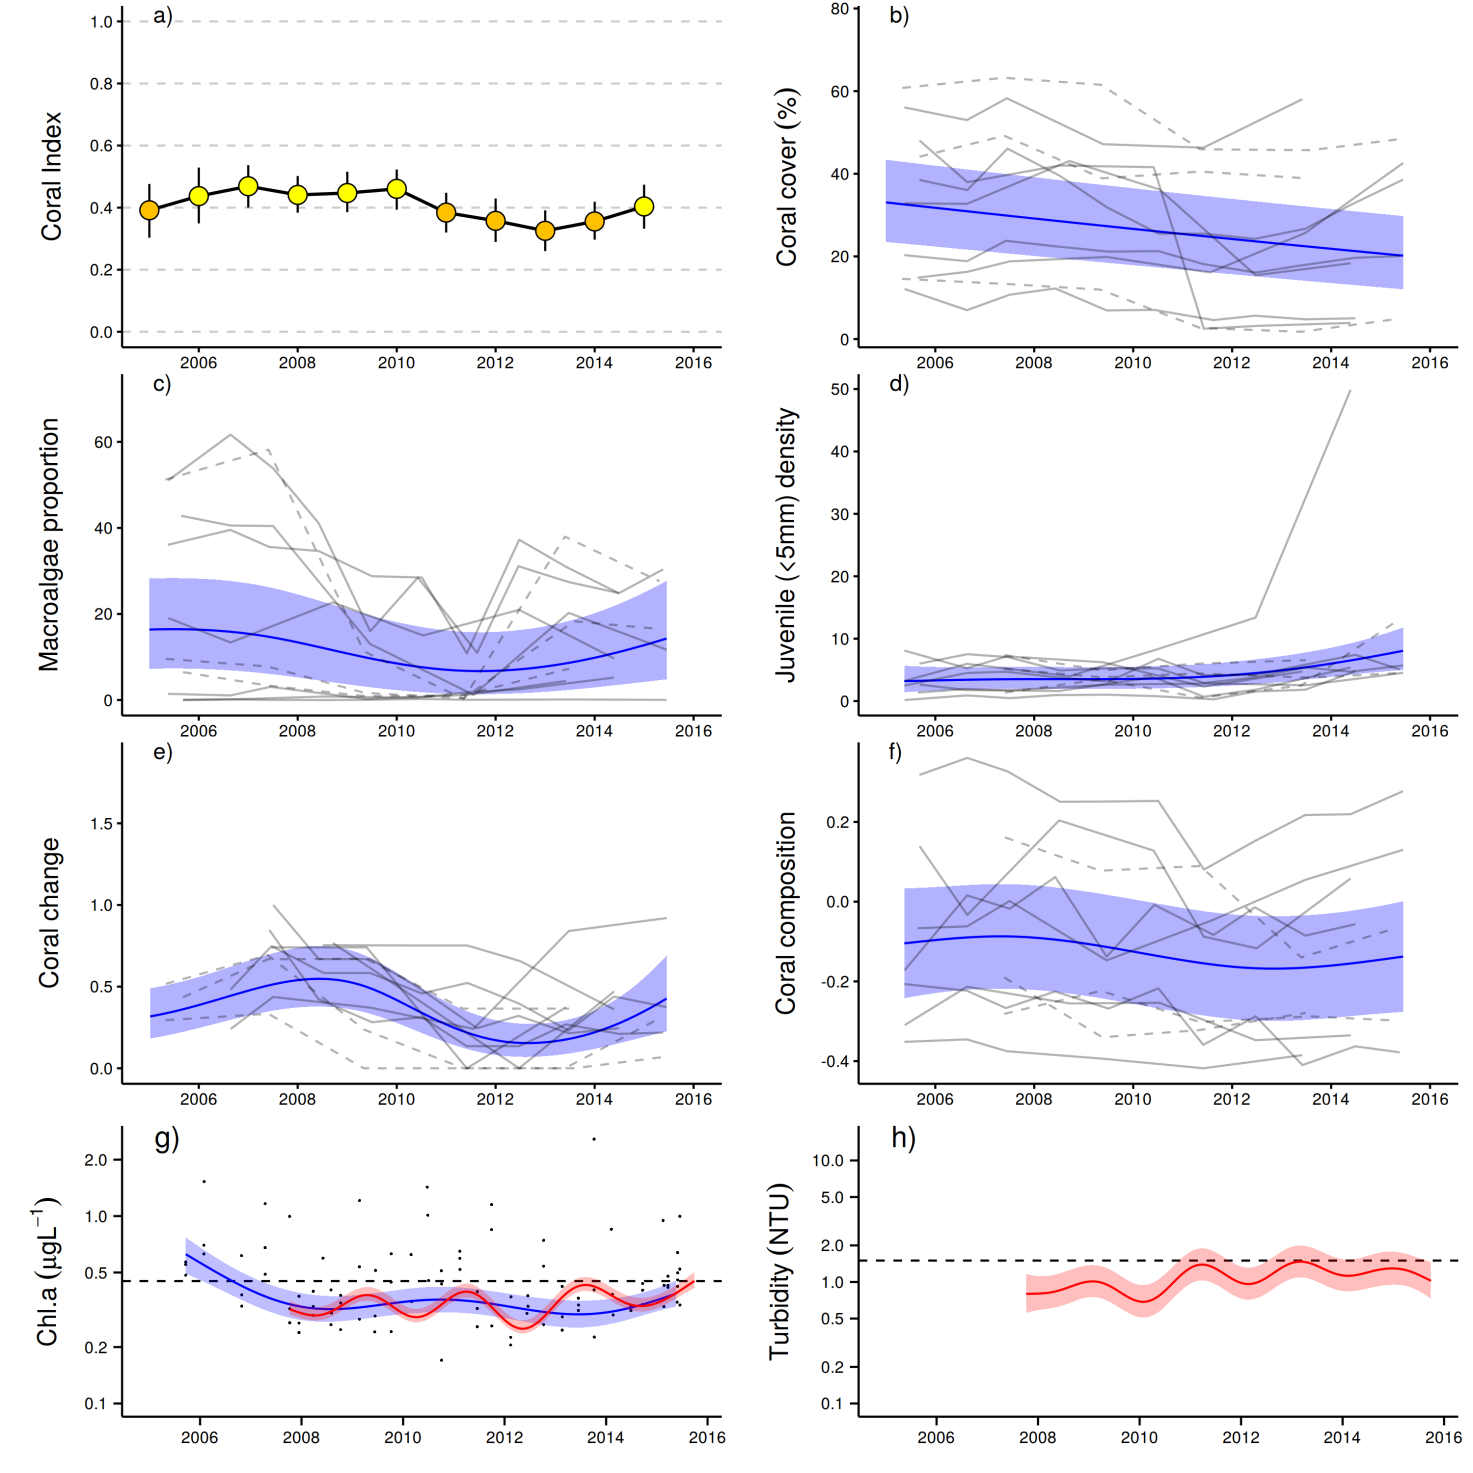 a)
1.0
0.8
0.6
0.4
0.2
0.0
Coral Index
2006 2008 2010 2012 2014 2016
b)
80
60
40
20
0
Coral cover (%)
2006 2008 2010 2012 2014 2016
c)
60
40
20
0
Macroalgae proportion
2006 2008 2010 2012 2014 2016
d)
50
40
30
20
10
0
Juvenile (<5mm) density
2006 2008 2010 2012 2014 2016
e)
1.5
1.0
0.5
0.0
Coral change
2006 2008 2010 2012 2014 2016
f)
0.2
0.0
-0.2
-0.4
Coral composition
2006 2008 2010 2012 2014 2016
g)
2.0
1.0
0.5
0.2
0.1
Chl.a (μgL⁻¹)
2006 2008 2010 2012 2014 2016
h)
10.0
5.0
2.0
1.0
0.5
0.2
0.1
Turbidity (NTU)
2006 2008 2010 2012 2014 2016